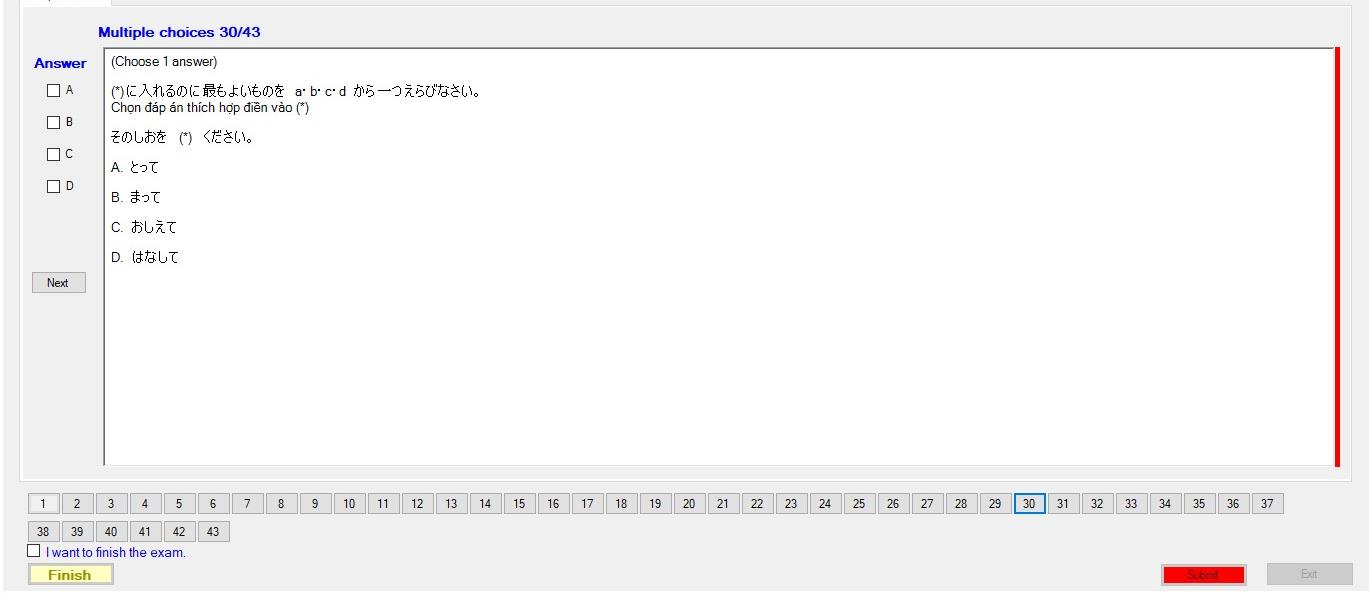 Multiple choices 30/43
Answer
(Choose 1 answer)
A
(*)に入れるのに最もよいものを a・b・c・d から一つえらびなさい。
Chọn đáp án thích hợp điền vào (*)
B
そのしおを (*) ください。
C
A. とって
D
B. まって
C. おしえて
D. はなして
Next
1 2 3 4 5 6 7 8 9 10 11 12 13 14 15 16 17 18 19 20 21 22 23 24 25 26 27 28 29 30 31 32 33 34 35 36 37
38 39 40 41 42 43
I want to finish the exam.
Finish
Submit
Exit